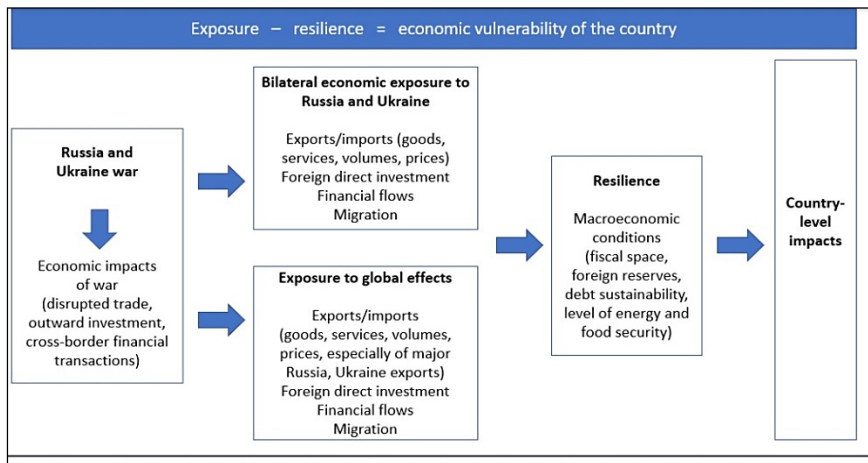 Exposure – resilience = economic vulnerability of the country
Russia and
Ukraine war
Economic impacts
of war
(disrupted trade,
outward investment,
cross-border financial
transactions)
Bilateral economic exposure to
Russia and Ukraine
Exports/imports (goods,
services, volumes, prices)
Foreign direct investment
Financial flows
Migration
Exposure to global effects
Exports/imports
(goods, services, volumes,
prices, especially of major
Russia, Ukraine exports)
Foreign direct investment
Financial flows
Migration
Resilience
Macroeconomic
conditions
(fiscal space,
foreign reserves,
debt sustainability,
level of energy and
food security)
Country-
level
impacts